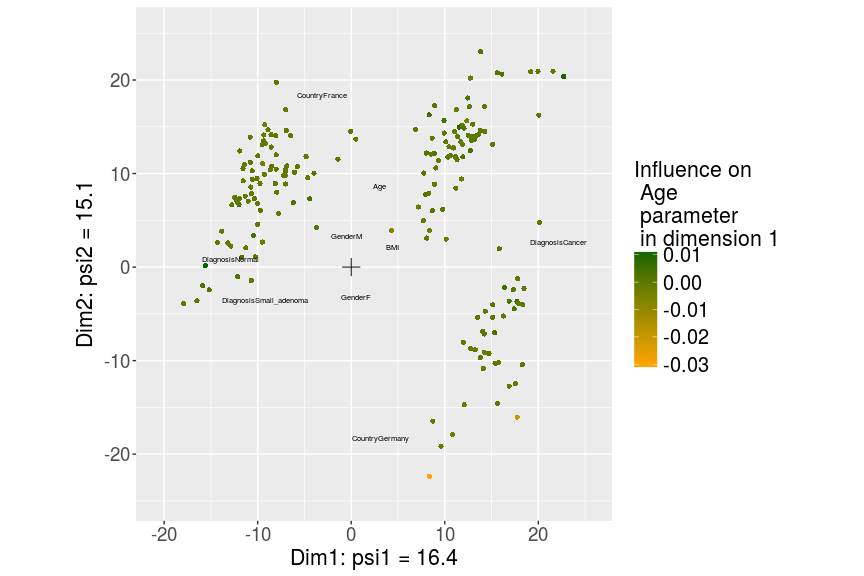 20
10
0
-10
-20
Dim2: psi2 = 15.1
CountryFrance
Age
GenderM
BMI
DiagnosisCancer
DiagnosisNormal
DiagnosisSmall_adenoma
GenderF
CountryGermany
-20
-10
0
10
20
Dim1: psi1 = 16.4
Influence on
Age
parameter
in dimension 1
0.01
0.00
-0.01
-0.02
-0.03